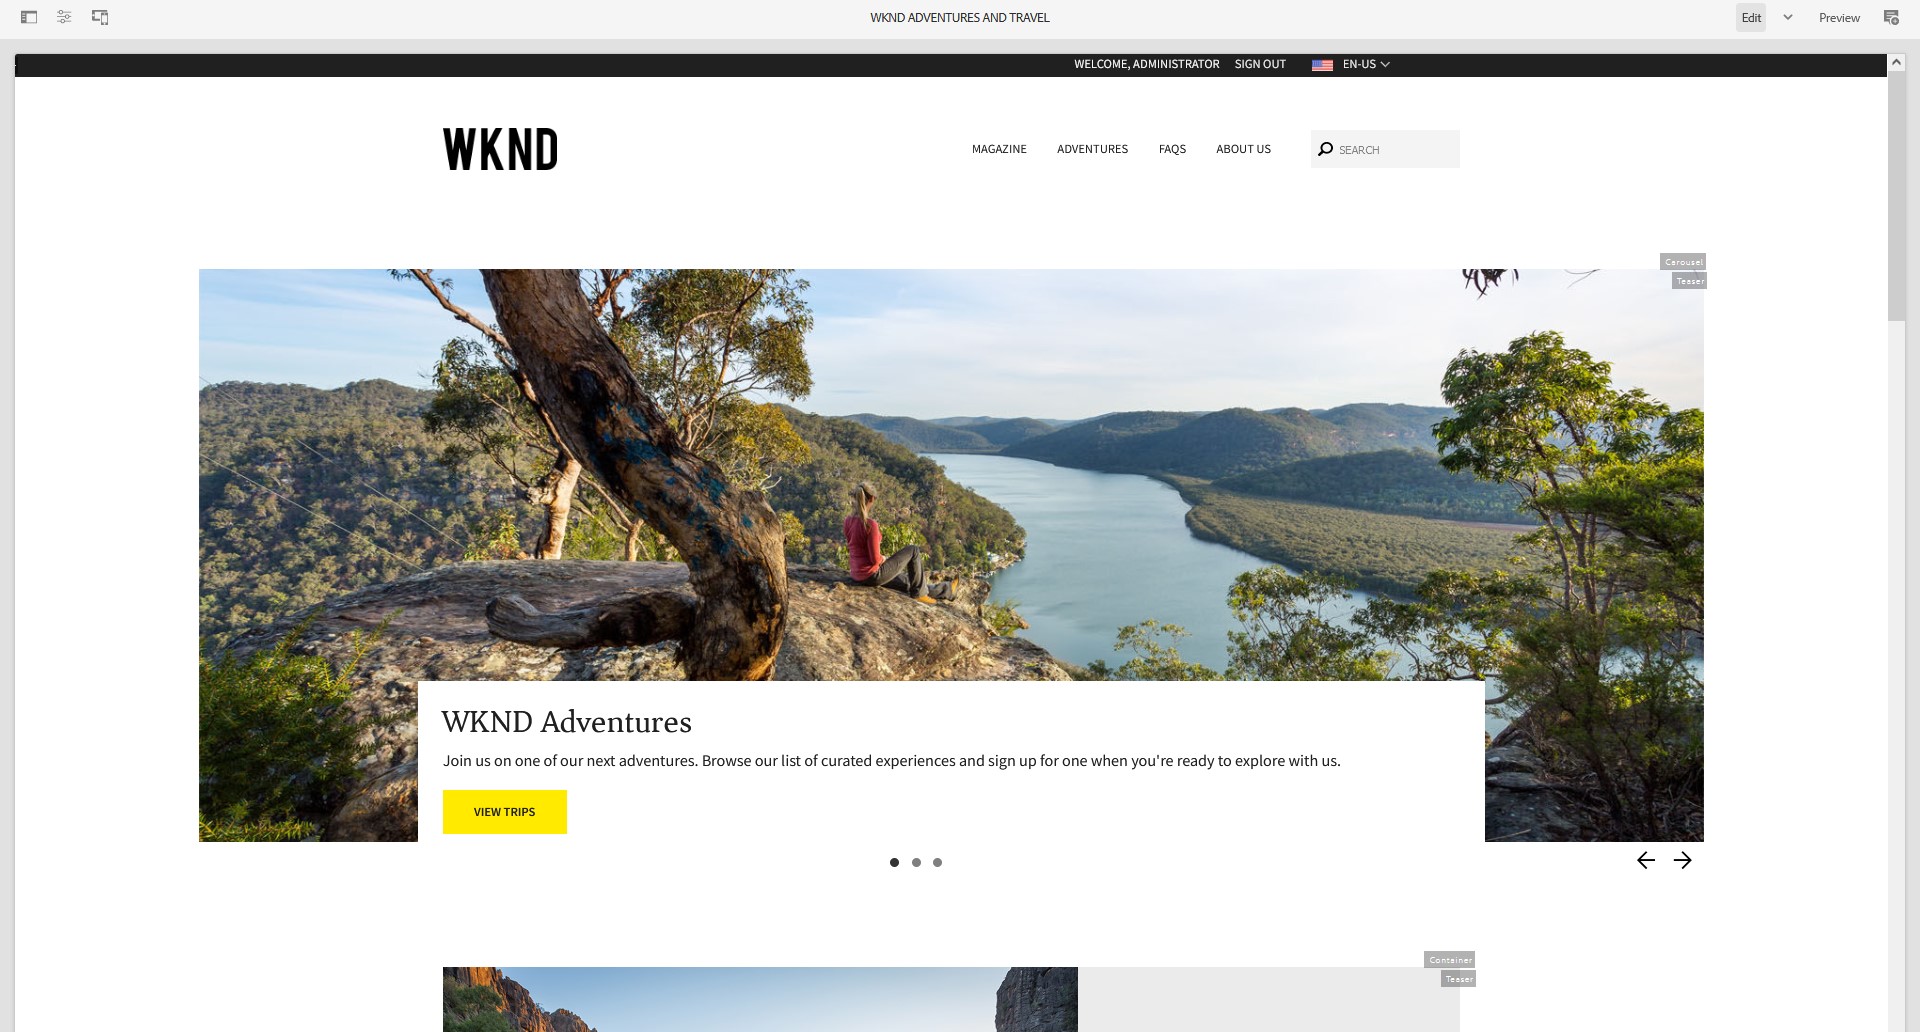 WKND ADVENTURES AND TRAVEL
Edit
Preview
WELCOME, ADMINISTRATOR
SIGN OUT
EN-US
WKND
MAGAZINE
ADVENTURES
FAQS
ABOUT US
SEARCH
Carousel
Teaser
WKND Adventures
Join us on one of our next adventures. Browse our list of curated experiences and sign up for one when you're ready to explore with us.
VIEW TRIPS
Container
Teaser